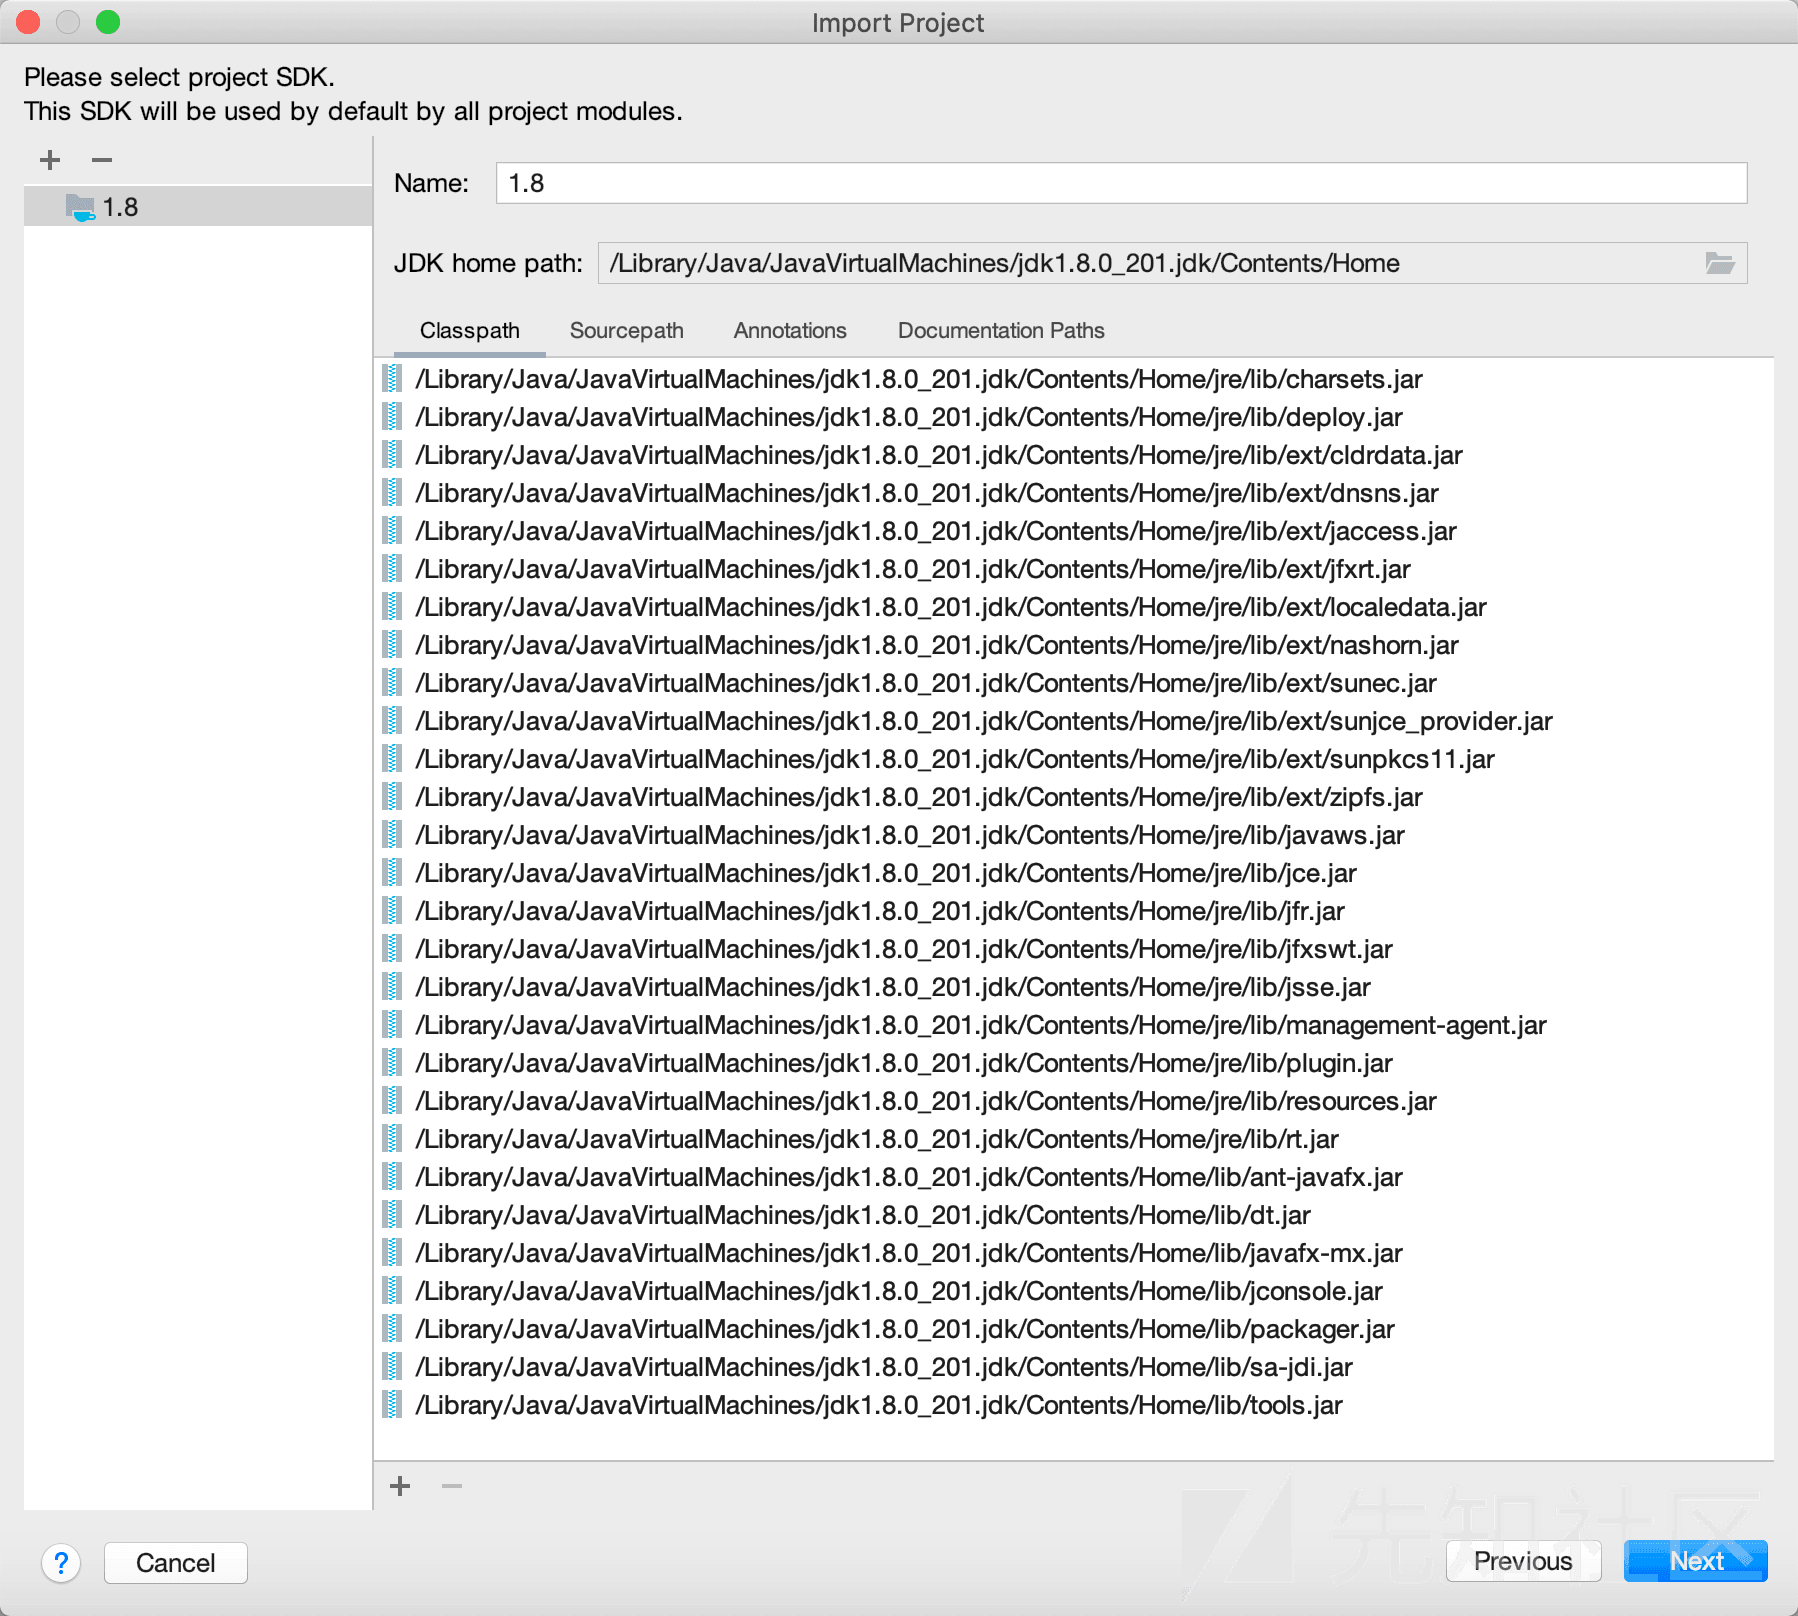 Import Project
Please select project SDK.
This SDK will be used by default by all project modules.
1.8
Name: 1.8
JDK home path: /Library/Java/JavaVirtualMachines/jdk1.8.0_201.jdk/Contents/Home
Classpath Sourcepath Annotations Documentation Paths
/Library/Java/JavaVirtualMachines/jdk1.8.0_201.jdk/Contents/Home/jre/lib/charsets.jar
/Library/Java/JavaVirtualMachines/jdk1.8.0_201.jdk/Contents/Home/jre/lib/deploy.jar
/Library/Java/JavaVirtualMachines/jdk1.8.0_201.jdk/Contents/Home/jre/lib/ext/cldrdata.jar
/Library/Java/JavaVirtualMachines/jdk1.8.0_201.jdk/Contents/Home/jre/lib/ext/dnsns.jar
/Library/Java/JavaVirtualMachines/jdk1.8.0_201.jdk/Contents/Home/jre/lib/ext/jaccess.jar
/Library/Java/JavaVirtualMachines/jdk1.8.0_201.jdk/Contents/Home/jre/lib/ext/jfxrt.jar
/Library/Java/JavaVirtualMachines/jdk1.8.0_201.jdk/Contents/Home/jre/lib/ext/localedata.jar
/Library/Java/JavaVirtualMachines/jdk1.8.0_201.jdk/Contents/Home/jre/lib/ext/nashorn.jar
/Library/Java/JavaVirtualMachines/jdk1.8.0_201.jdk/Contents/Home/jre/lib/ext/sunec.jar
/Library/Java/JavaVirtualMachines/jdk1.8.0_201.jdk/Contents/Home/jre/lib/ext/sunjce_provider.jar
/Library/Java/JavaVirtualMachines/jdk1.8.0_201.jdk/Contents/Home/jre/lib/ext/sunpkcs11.jar
/Library/Java/JavaVirtualMachines/jdk1.8.0_201.jdk/Contents/Home/jre/lib/ext/zipfs.jar
/Library/Java/JavaVirtualMachines/jdk1.8.0_201.jdk/Contents/Home/jre/lib/javaws.jar
/Library/Java/JavaVirtualMachines/jdk1.8.0_201.jdk/Contents/Home/jre/lib/jce.jar
/Library/Java/JavaVirtualMachines/jdk1.8.0_201.jdk/Contents/Home/jre/lib/jfr.jar
/Library/Java/JavaVirtualMachines/jdk1.8.0_201.jdk/Contents/Home/jre/lib/jfxswt.jar
/Library/Java/JavaVirtualMachines/jdk1.8.0_201.jdk/Contents/Home/jre/lib/jsse.jar
/Library/Java/JavaVirtualMachines/jdk1.8.0_201.jdk/Contents/Home/jre/lib/management-agent.jar
/Library/Java/JavaVirtualMachines/jdk1.8.0_201.jdk/Contents/Home/jre/lib/plugin.jar
/Library/Java/JavaVirtualMachines/jdk1.8.0_201.jdk/Contents/Home/jre/lib/resources.jar
/Library/Java/JavaVirtualMachines/jdk1.8.0_201.jdk/Contents/Home/jre/lib/rt.jar
/Library/Java/JavaVirtualMachines/jdk1.8.0_201.jdk/Contents/Home/lib/ant-javafx.jar
/Library/Java/JavaVirtualMachines/jdk1.8.0_201.jdk/Contents/Home/lib/dt.jar
/Library/Java/JavaVirtualMachines/jdk1.8.0_201.jdk/Contents/Home/lib/javafx-mx.jar
/Library/Java/JavaVirtualMachines/jdk1.8.0_201.jdk/Contents/Home/lib/jconsole.jar
/Library/Java/JavaVirtualMachines/jdk1.8.0_201.jdk/Contents/Home/lib/packager.jar
/Library/Java/JavaVirtualMachines/jdk1.8.0_201.jdk/Contents/Home/lib/sa-jdi.jar
/Library/Java/JavaVirtualMachines/jdk1.8.0_201.jdk/Contents/Home/lib/tools.jar
先知社区
? Cancel Previous Next